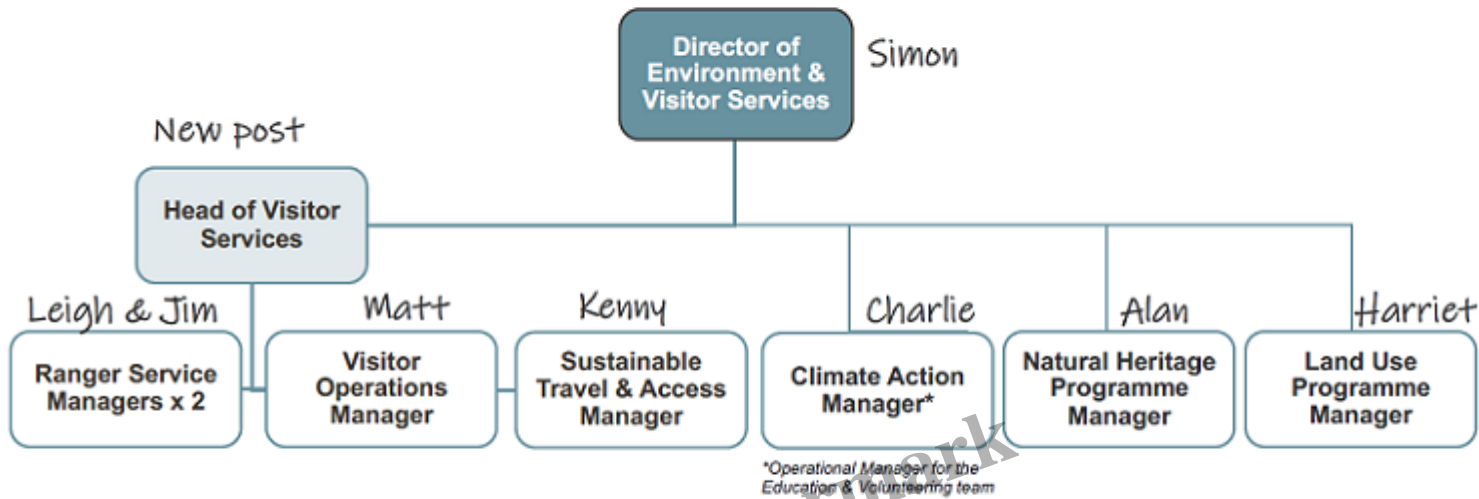 Director of
Environment &
Visitor Services
Simon
New post
Head of Visitor
Services
Leigh & Jim
Ranger Service
Managers x 2
Matt
Visitor
Operations
Manager
Kenny
Sustainable
Travel & Access
Manager
Charlie
Climate Action
Manager*
*Operational Manager for the
Education & Volunteering team
Alan
Natural Heritage
Programme
Manager
Harriet
Land Use
Programme
Manager